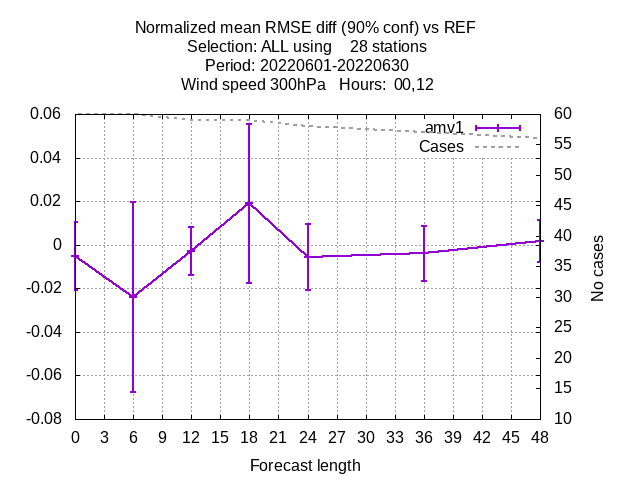 Normalized mean RMSE diff (90% conf) vs REF
Selection: ALL using    28 stations
Period: 20220601-20220630
Wind speed 300hPa   Hours:  00,12
amv1
Cases
0.06
0.04
0.02
0
-0.02
-0.04
-0.06
-0.08
60
55
50
45
40
35
30
25
20
15
10
No cases
0 3 6 9 12 15 18 21 24 27 30 33 36 39 42 45 48
Forecast length